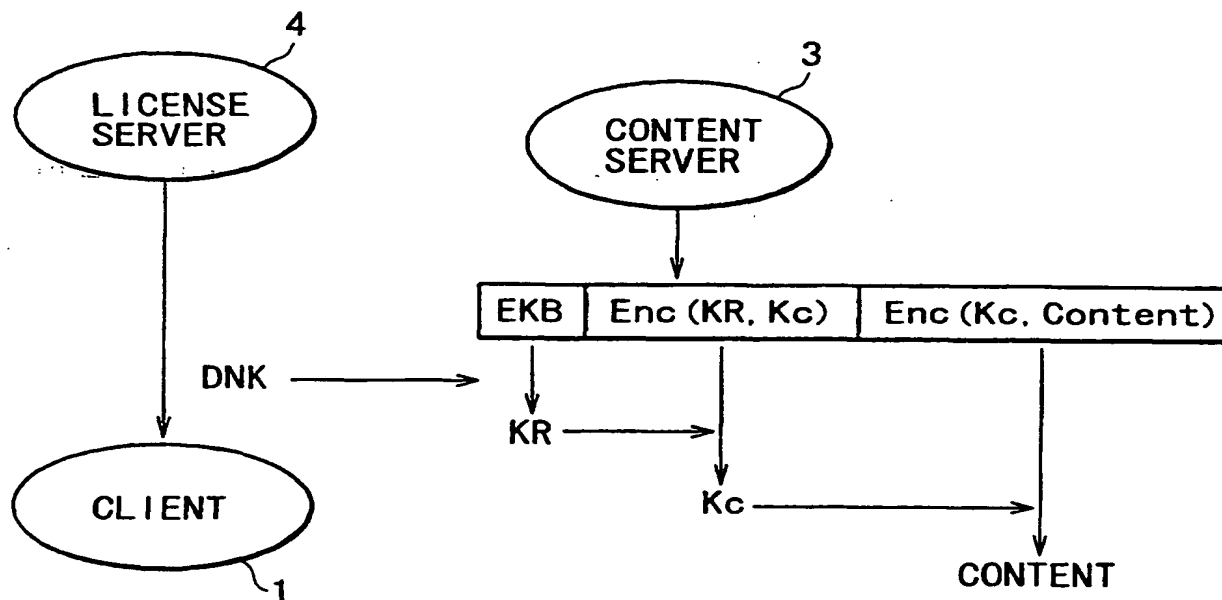 4
LICENSE
SERVER
3
CONTENT
SERVER
EKB
Enc(KR, Kc)
Enc(Kc, Content)
DNK
KR
Kc
CLIENT
1
CONTENT